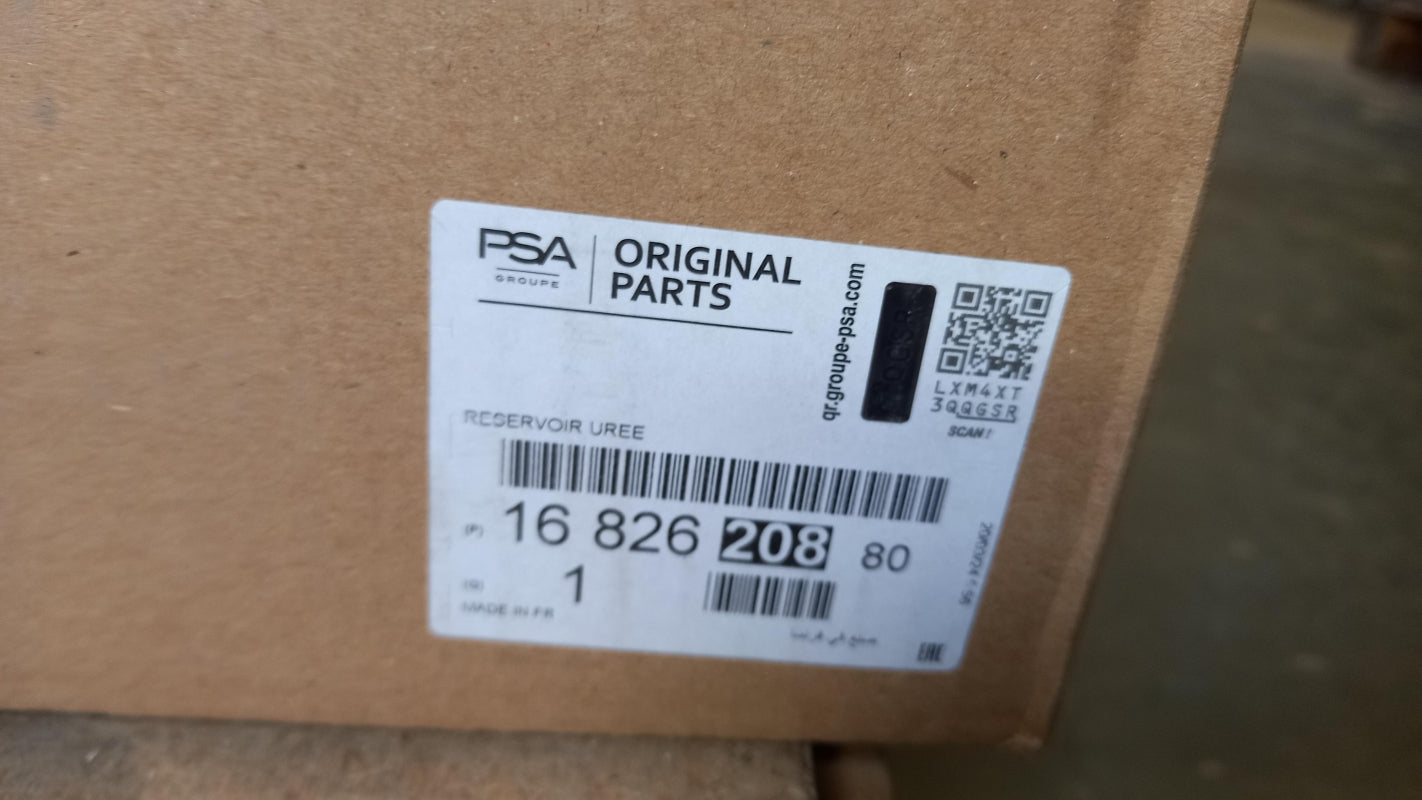 PSA
GROUPE
ORIGINAL
PARTS
qr.groupe-psa.com
LXM4XT
3QQGSR
SCAN!
RESERVOIR UREE
(P) 16 826 208 80
(Q) 1
MADE IN FR
صنع في فرنسا
EAC